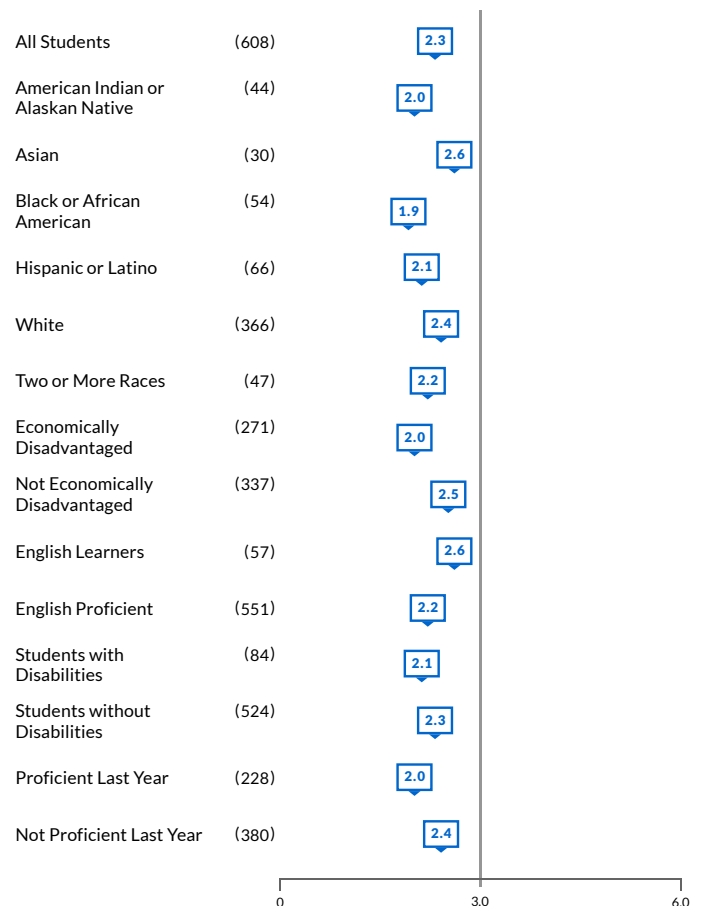 All Students (608) 2.3
American Indian or (44)
Alaskan Native 2.0
Asian (30) 2.6
Black or African (54)
American 1.9
Hispanic or Latino (66) 2.1
White (366) 2.4
Two or More Races (47) 2.2
Economically (271)
Disadvantaged 2.0
Not Economically (337)
Disadvantaged 2.5
English Learners (57) 2.6
English Proficient (551) 2.2
Students with (84)
Disabilities 2.1
Students without (524)
Disabilities 2.3
Proficient Last Year (228) 2.0
Not Proficient Last Year (380) 2.4
0 3.0 6.0